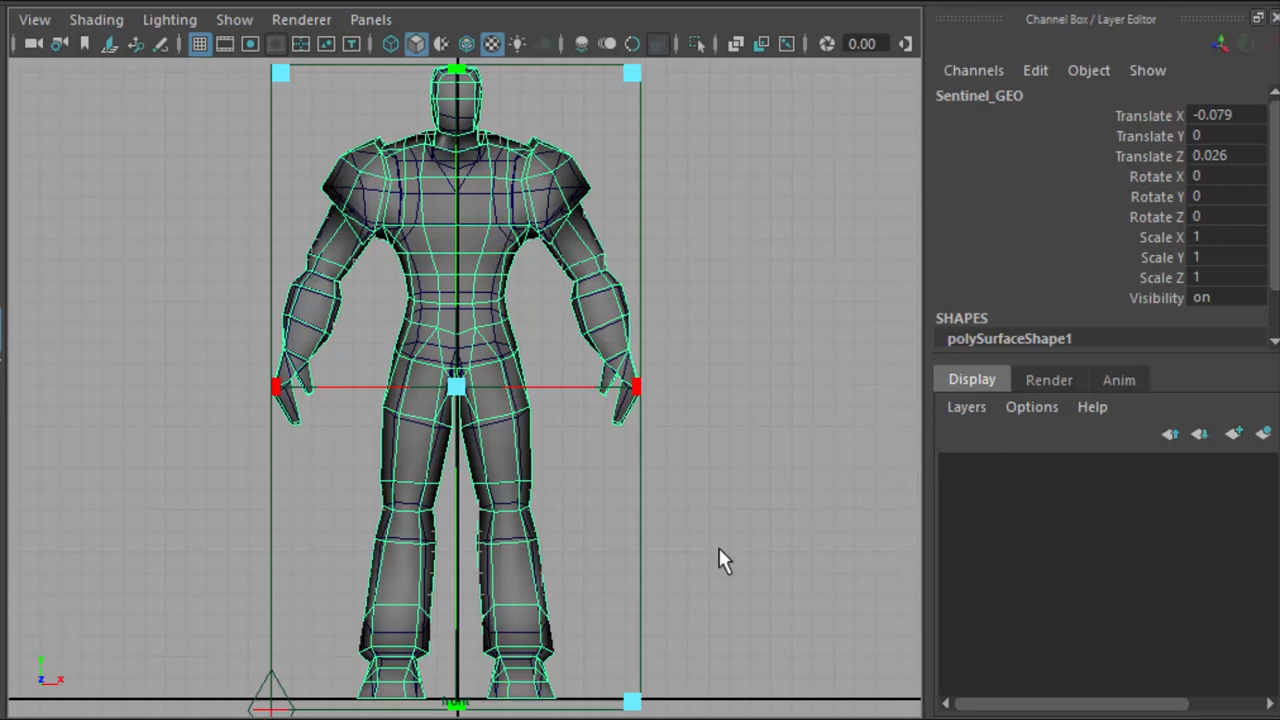 View Shading Lighting Show Renderer Panels
0.00
front
y
z x
Channel Box / Layer Editor
Channels Edit Object Show
Sentinel_GEO
Translate X -0.079
Translate Y 0
Translate Z 0.026
Rotate X 0
Rotate Y 0
Rotate Z 0
Scale X 1
Scale Y 1
Scale Z 1
Visibility on
SHAPES
polySurfaceShape1
Display Render Anim
Layers Options Help